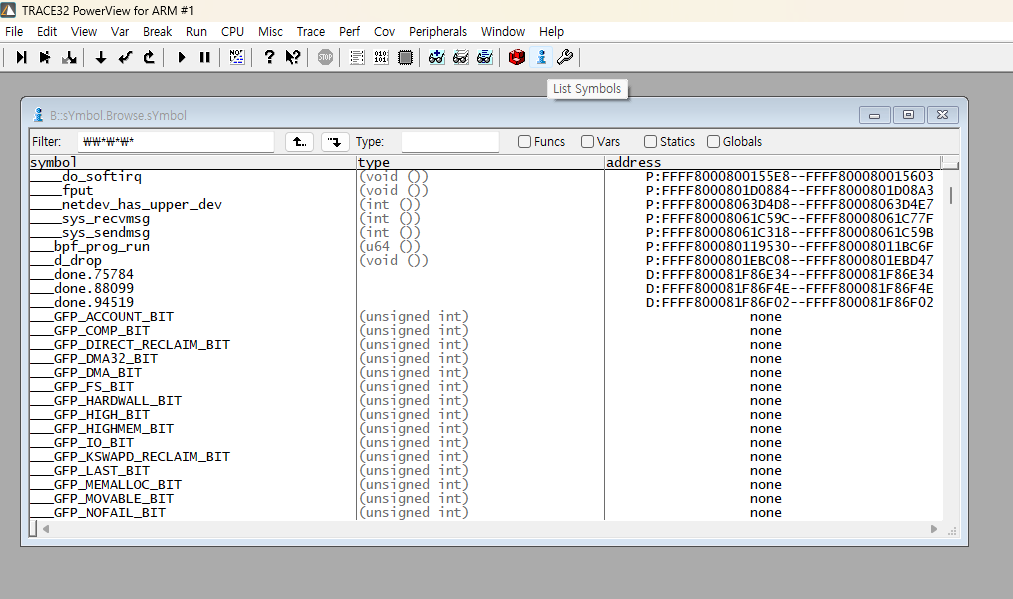 TRACE32 PowerView for ARM #1
File Edit View Var Break Run CPU Misc Trace Perf Cov Peripherals Window Help
STOP
List Symbols
B::sYmbol.Browse.sYmbol
Filter: ₩₩*₩*₩* Type: Funcs Vars Statics Globals
symbol type address
____do_softirq (void ()) P:FFFF8000800155E8--FFFF800080015603
____fput (void ()) P:FFFF8000801D0884--FFFF8000801D08A3
____netdev_has_upper_dev (int ()) P:FFFF80008063D4D8--FFFF80008063D4E7
____sys_recvmsg (int ()) P:FFFF80008061C59C--FFFF80008061C77F
____sys_sendmsg (int ()) P:FFFF80008061C318--FFFF80008061C59B
___bpf_prog_run (u64 ()) P:FFFF800080119530--FFFF80008011BC6F
___d_drop (void ()) P:FFFF8000801EBC08--FFFF8000801EBD47
___done.75784 D:FFFF800081F86E34--FFFF800081F86E34
___done.88099 D:FFFF800081F86F4E--FFFF800081F86F4E
___done.94519 D:FFFF800081F86F02--FFFF800081F86F02
___GFP_ACCOUNT_BIT (unsigned int) none
___GFP_COMP_BIT (unsigned int) none
___GFP_DIRECT_RECLAIM_BIT (unsigned int) none
___GFP_DMA32_BIT (unsigned int) none
___GFP_DMA_BIT (unsigned int) none
___GFP_FS_BIT (unsigned int) none
___GFP_HARDWALL_BIT (unsigned int) none
___GFP_HIGH_BIT (unsigned int) none
___GFP_HIGHMEM_BIT (unsigned int) none
___GFP_IO_BIT (unsigned int) none
___GFP_KSWAPD_RECLAIM_BIT (unsigned int) none
___GFP_LAST_BIT (unsigned int) none
___GFP_MEMALLOC_BIT (unsigned int) none
___GFP_MOVABLE_BIT (unsigned int) none
___GFP_NOFAIL_BIT (unsigned int) none